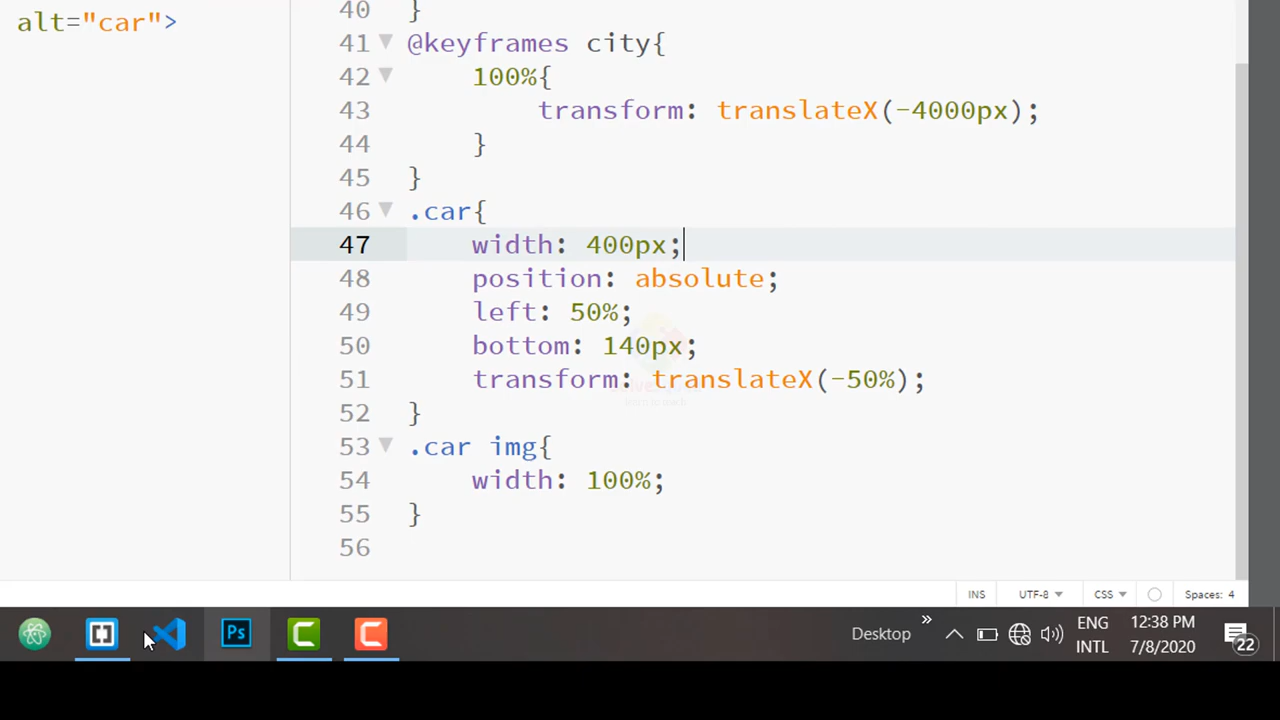 alt="car">
40 }
41 @keyframes city{
42 100%{
43 transform: translateX(-4000px);
44 }
45 }
46 .car{
47 width: 400px;
48 position: absolute;
49 left: 50%;
50 bottom: 140px;
51 transform: translateX(-50%);
52 }
53 .car img{
54 width: 100%;
55 }
56
INS UTF-8 CSS Spaces: 4
Ps
Desktop
ENG
INTL
12:38 PM
7/8/2020
22